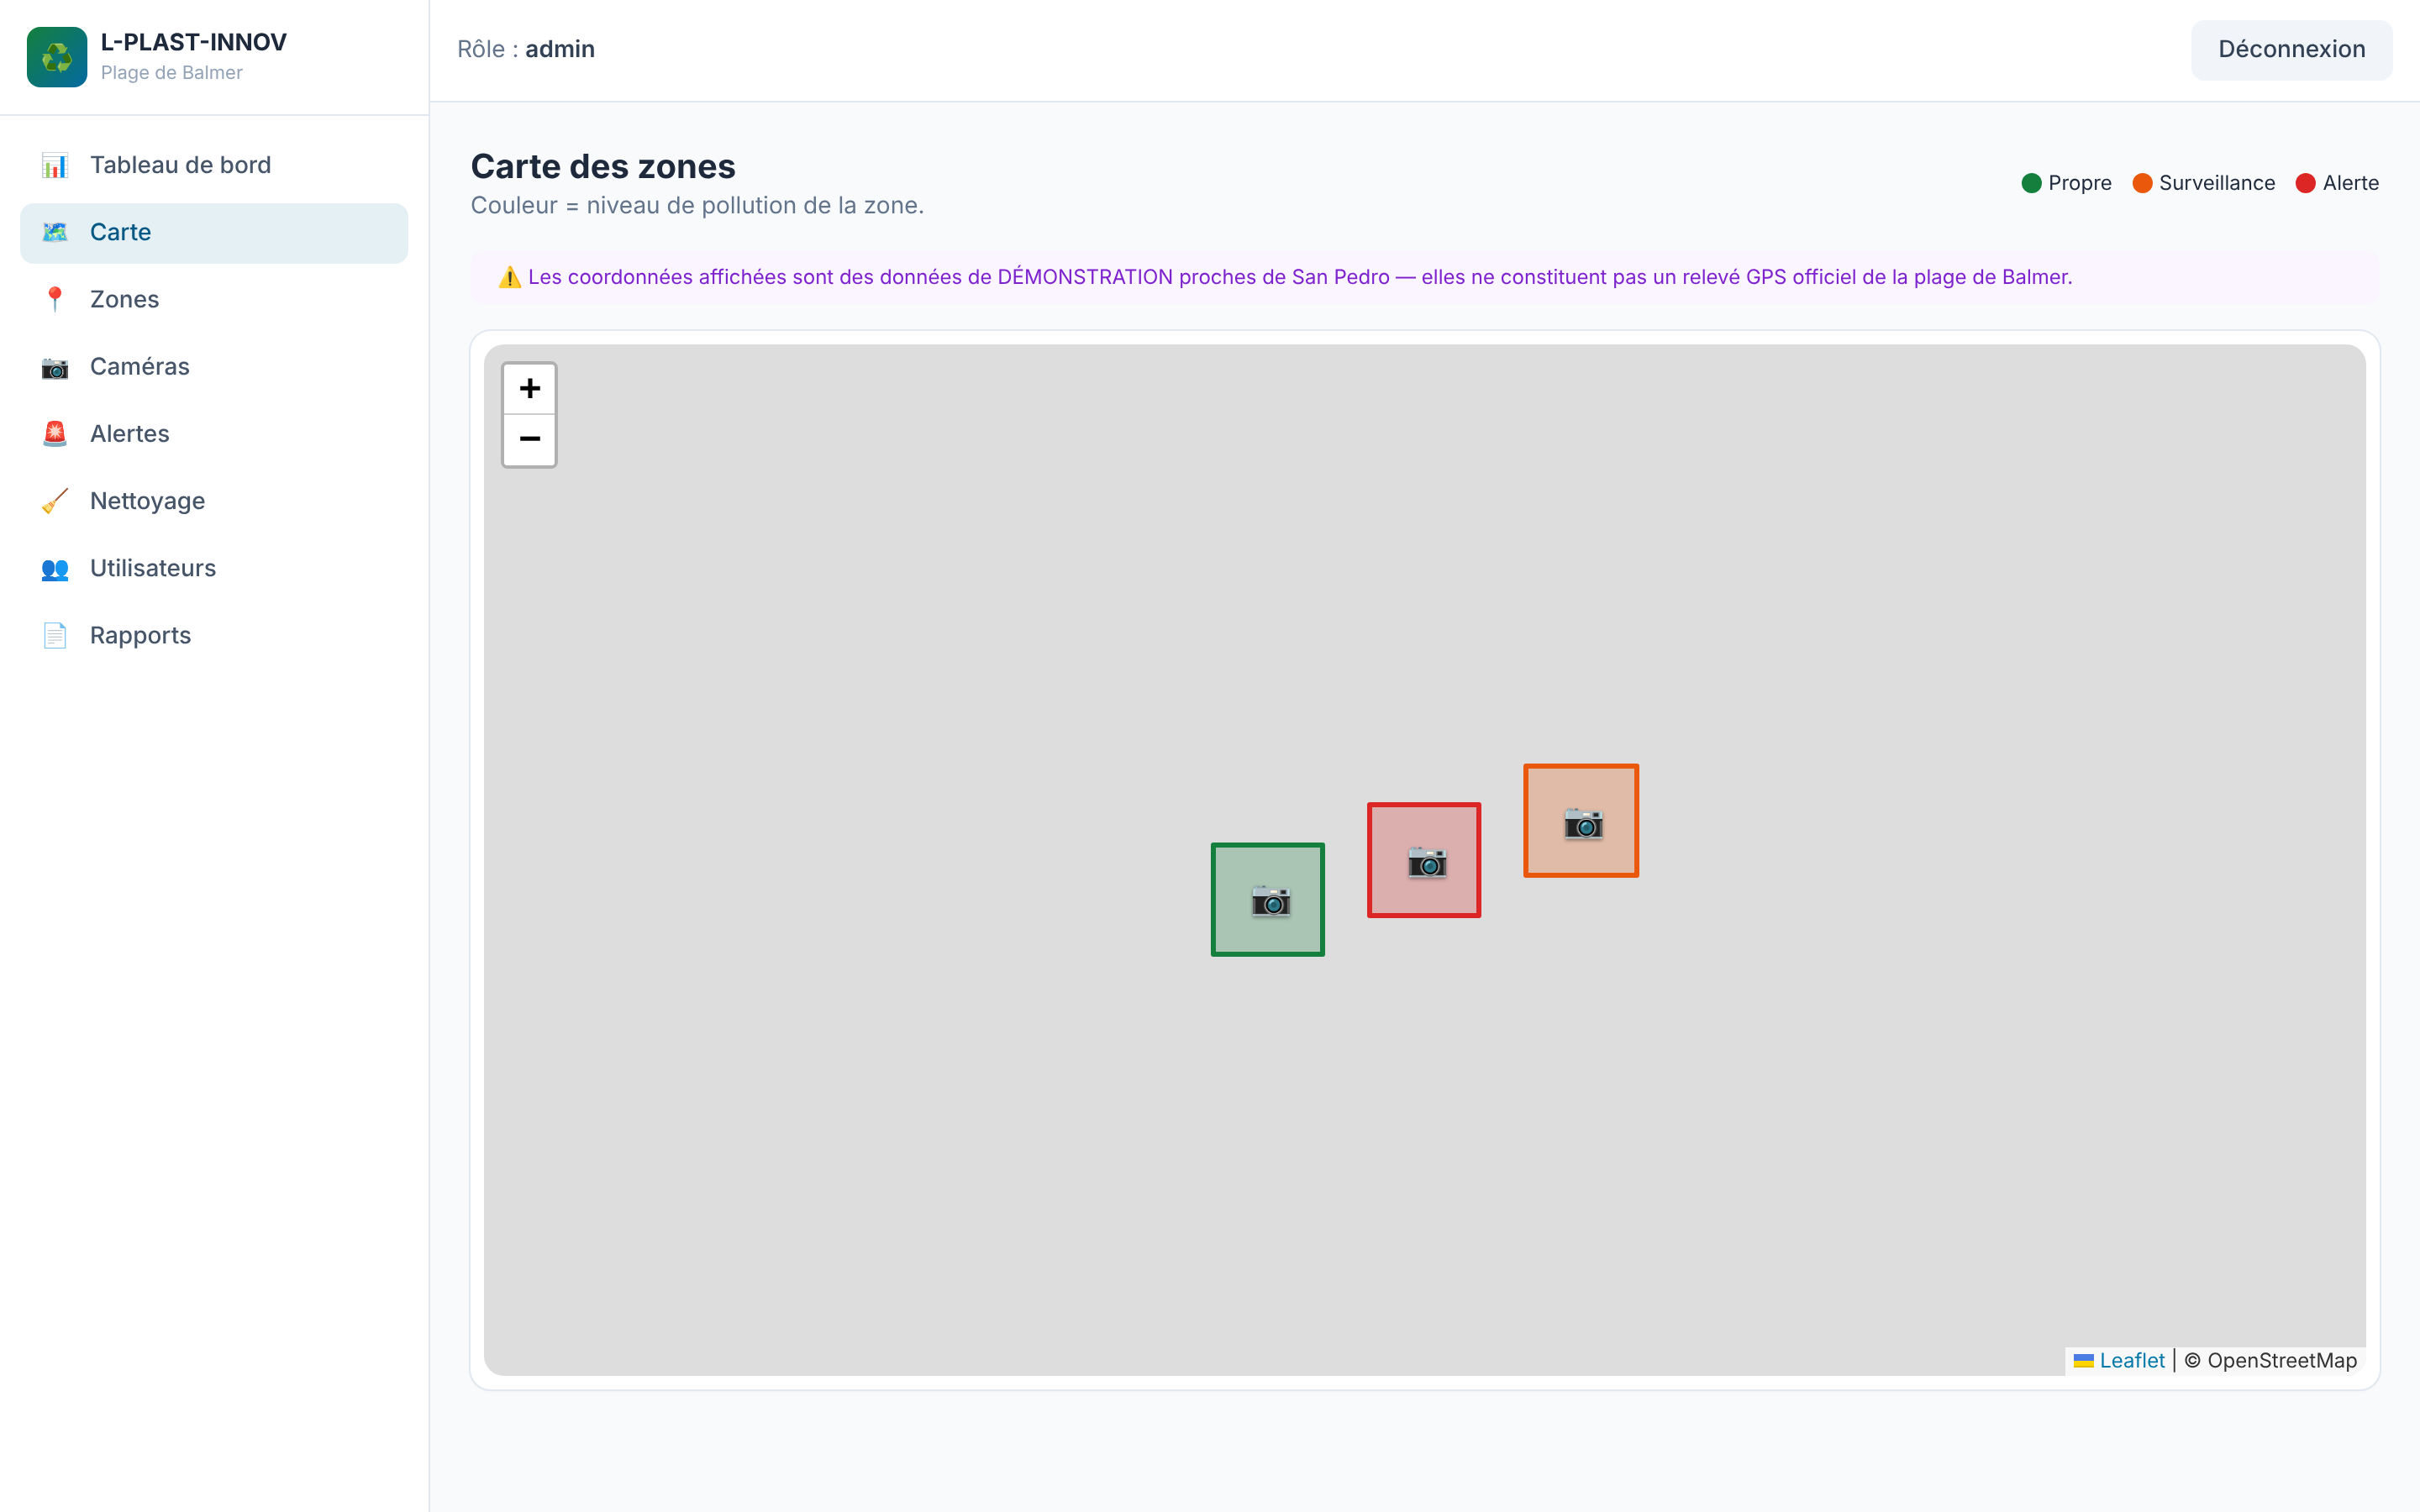 L-PLAST-INNOV
Plage de Balmer
Rôle : admin
Déconnexion
Tableau de bord
Carte
Zones
Caméras
Alertes
Nettoyage
Utilisateurs
Rapports
Carte des zones
Couleur = niveau de pollution de la zone.
Propre
Surveillance
Alerte
⚠️ Les coordonnées affichées sont des données de DÉMONSTRATION proches de San Pedro — elles ne constituent pas un relevé GPS officiel de la plage de Balmer.
+
−
Leaflet | © OpenStreetMap